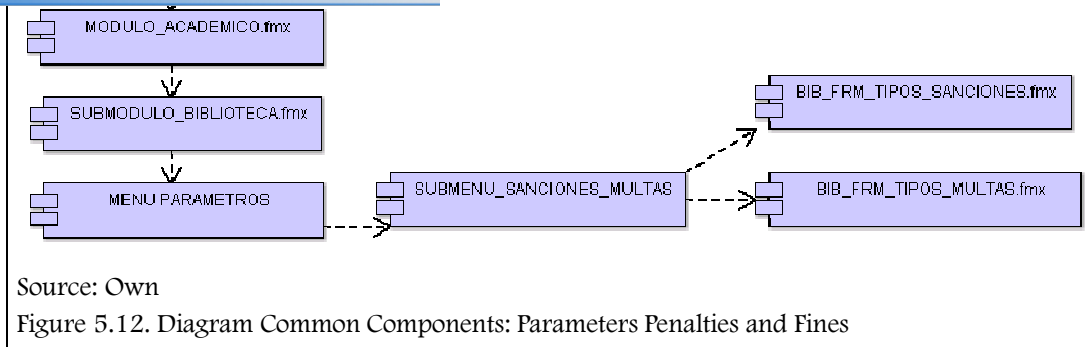 MODULO_ACADEMICO.fmx
SUBMODULO_BIBLIOTECA.fmx
MENU PARAMETROS
SUBMENU_SANCIONES_MULTAS
BIB_FRM_TIPOS_SANCIONES.fmx
BIB_FRM_TIPOS_MULTAS.fmx
Source: Own
Figure 5.12. Diagram Common Components: Parameters Penalties and Fines